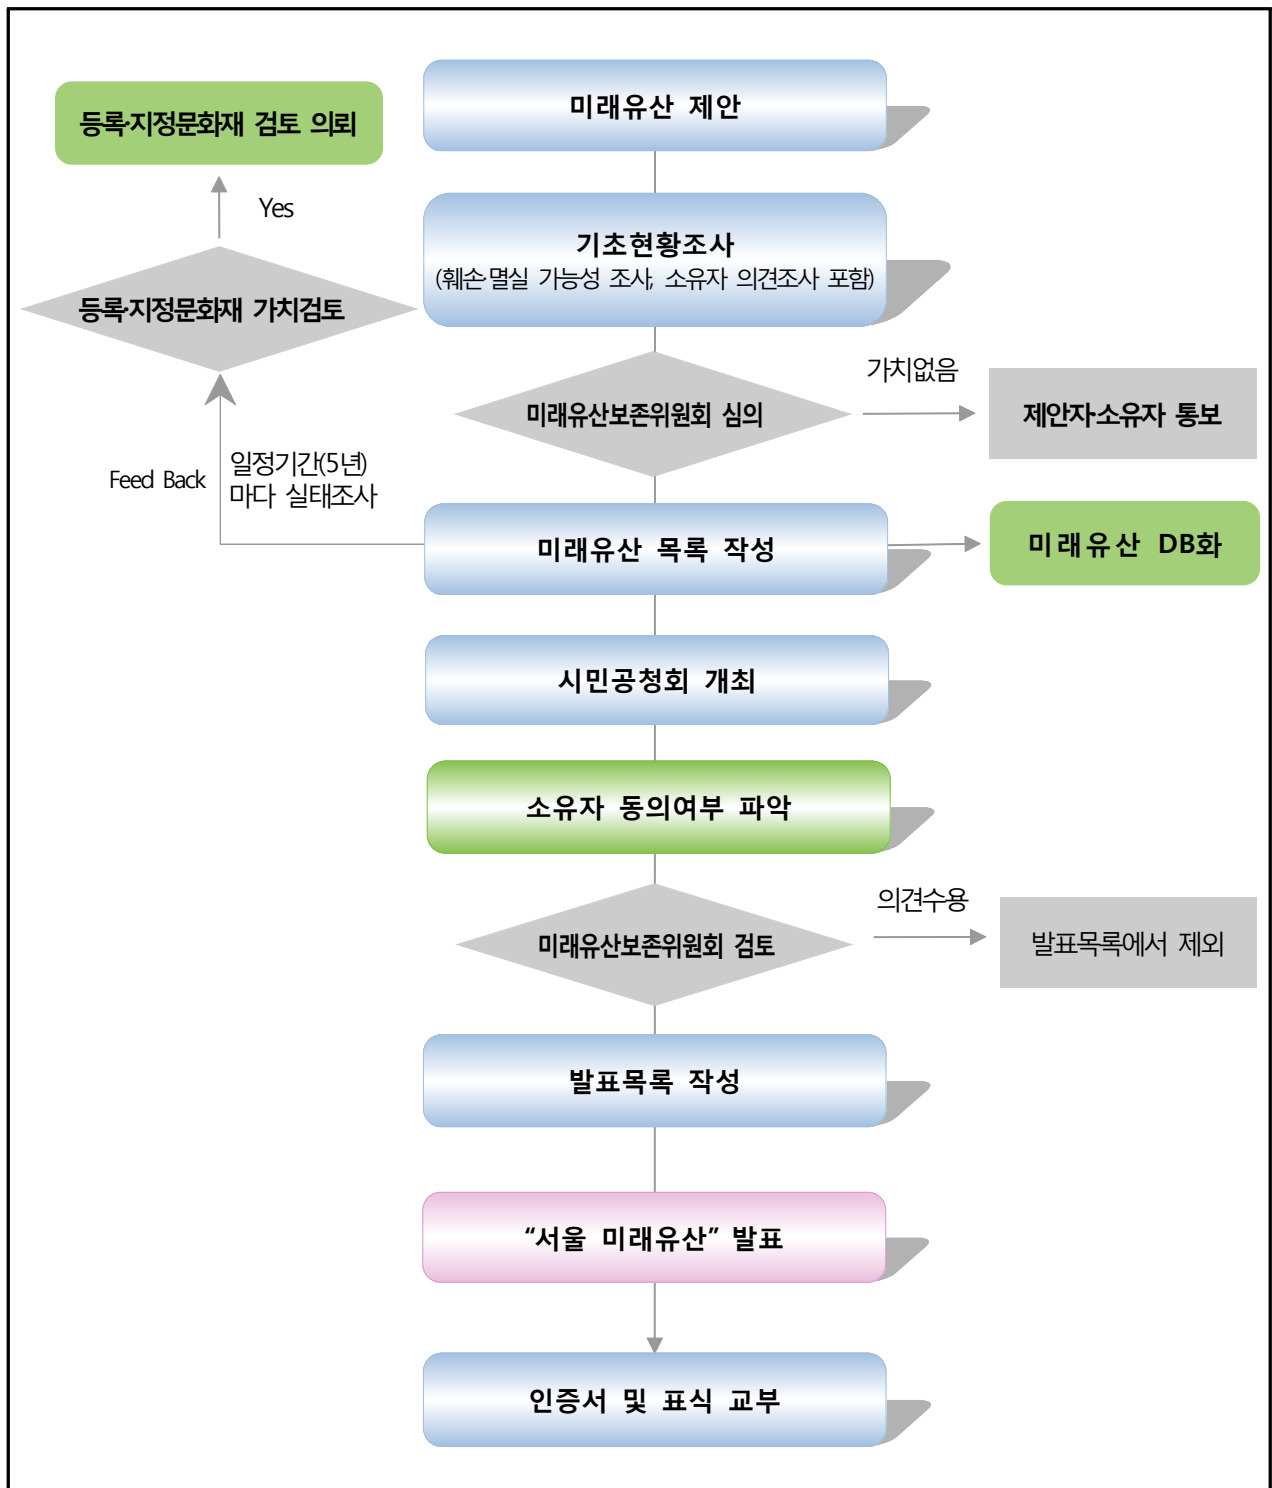 미래유산 제안
등록·지정문화재 검토 의뢰
Yes
기초현황조사
(훼손·멸실 가능성 조사, 소유자 의견조사 포함)
등록·지정문화재 가치검토
가치없음
미래유산보존위원회 심의
제안자·소유자 통보
Feed Back
일정기간(5년)
마다 실태조사
미래유산 목록 작성
미래유산 DB화
시민공청회 개최
소유자 동의여부 파악
의견수용
미래유산보존위원회 검토
발표목록에서 제외
발표목록 작성
“서울 미래유산” 발표
인증서 및 표식 교부